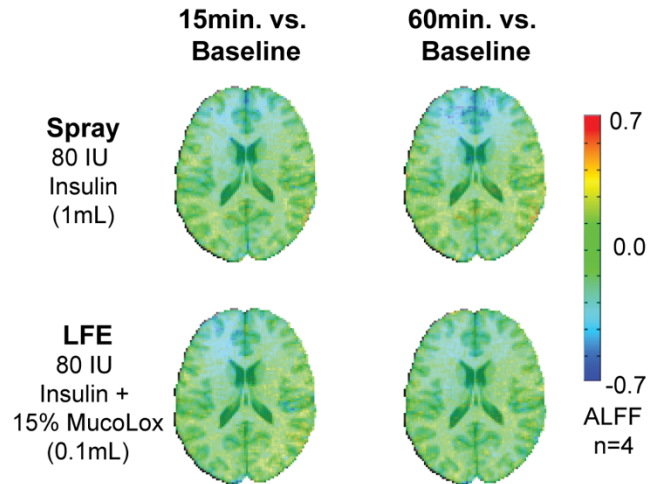 15min. vs.
Baseline
60min. vs.
Baseline
Spray
80 IU
Insulin
(1mL)
0.7
0.0
-0.7
ALFF
n=4
LFE
80 IU
Insulin +
15% MucoLox
(0.1mL)